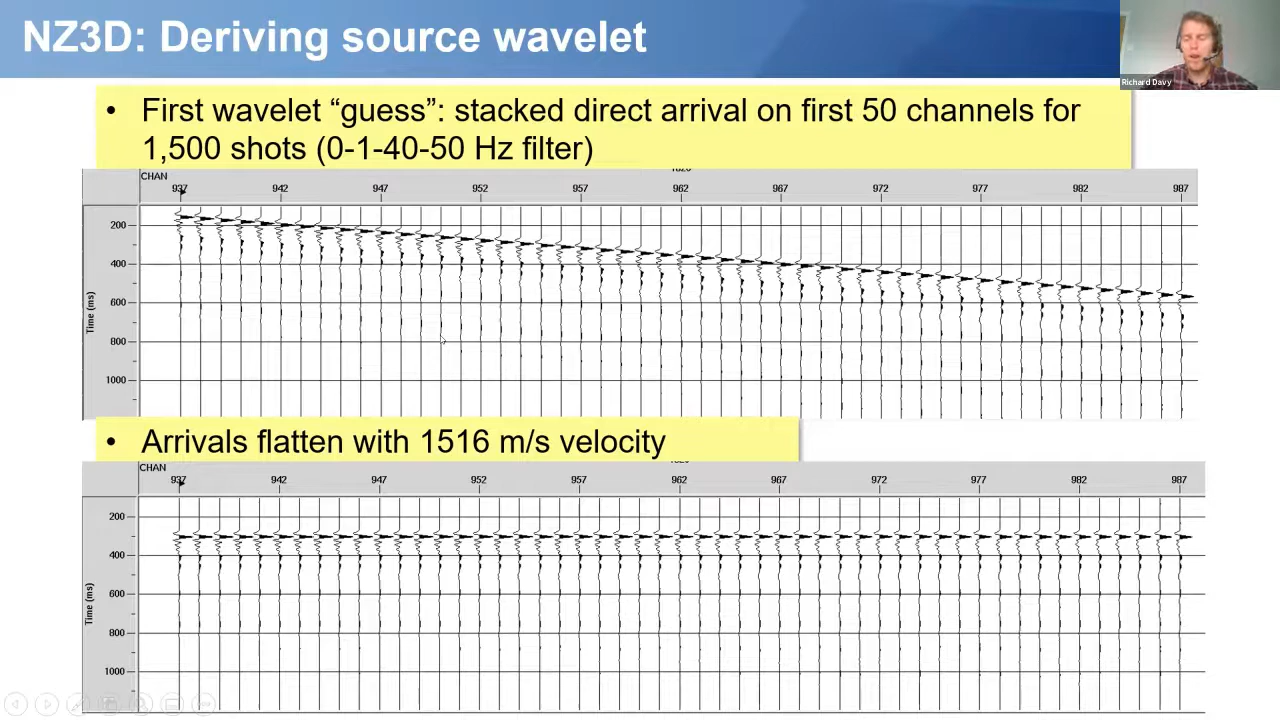 NZ3D: Deriving source wavelet
Richard Davy
• First wavelet “guess”: stacked direct arrival on first 50 channels for
1,500 shots (0-1-40-50 Hz filter)
CHAN
937 942 947 952 957 962 967 972 977 982 987
200
400
600
800
1000
Time (ms)
• Arrivals flatten with 1516 m/s velocity
CHAN
937 942 947 952 957 962 967 972 977 982 987
200
400
600
800
1000
Time (ms)